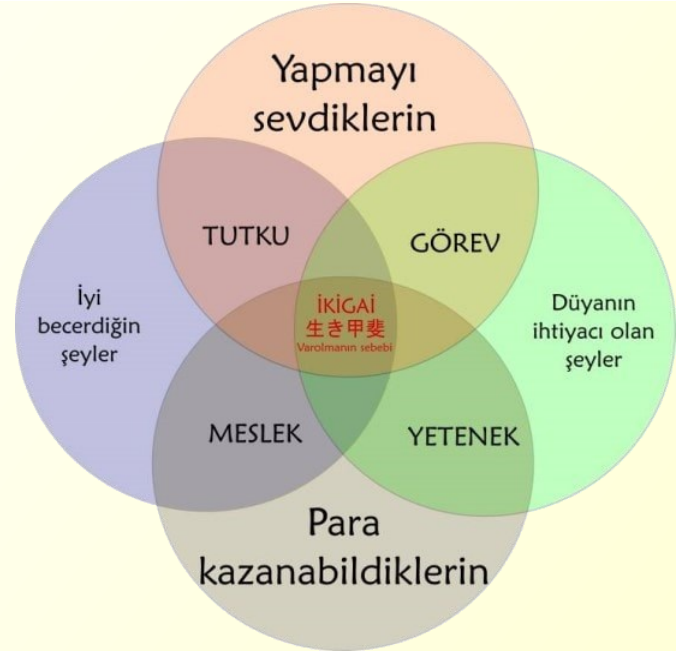 Yapmayı
sevdiklerin
TUTKU
GÖREV
İyi
becerdiğin
şeyler
İKİGAİ
生き甲斐
Varolmanın sebebi
Düyanın
ihtiyacı olan
şeyler
MESLEK
YETENEK
Para
kazanabildiklerin